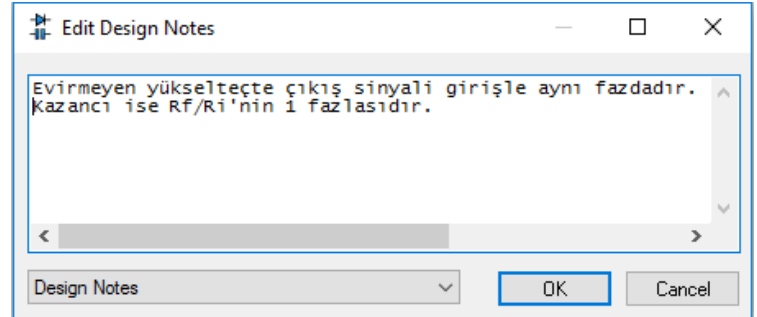 Edit Design Notes
Evirmeyen yükselteçte çıkış sinyali girişle aynı fazdadır.
Kazancı ise Rf/Ri'nin 1 fazlasıdır.
Design Notes
OK
Cancel